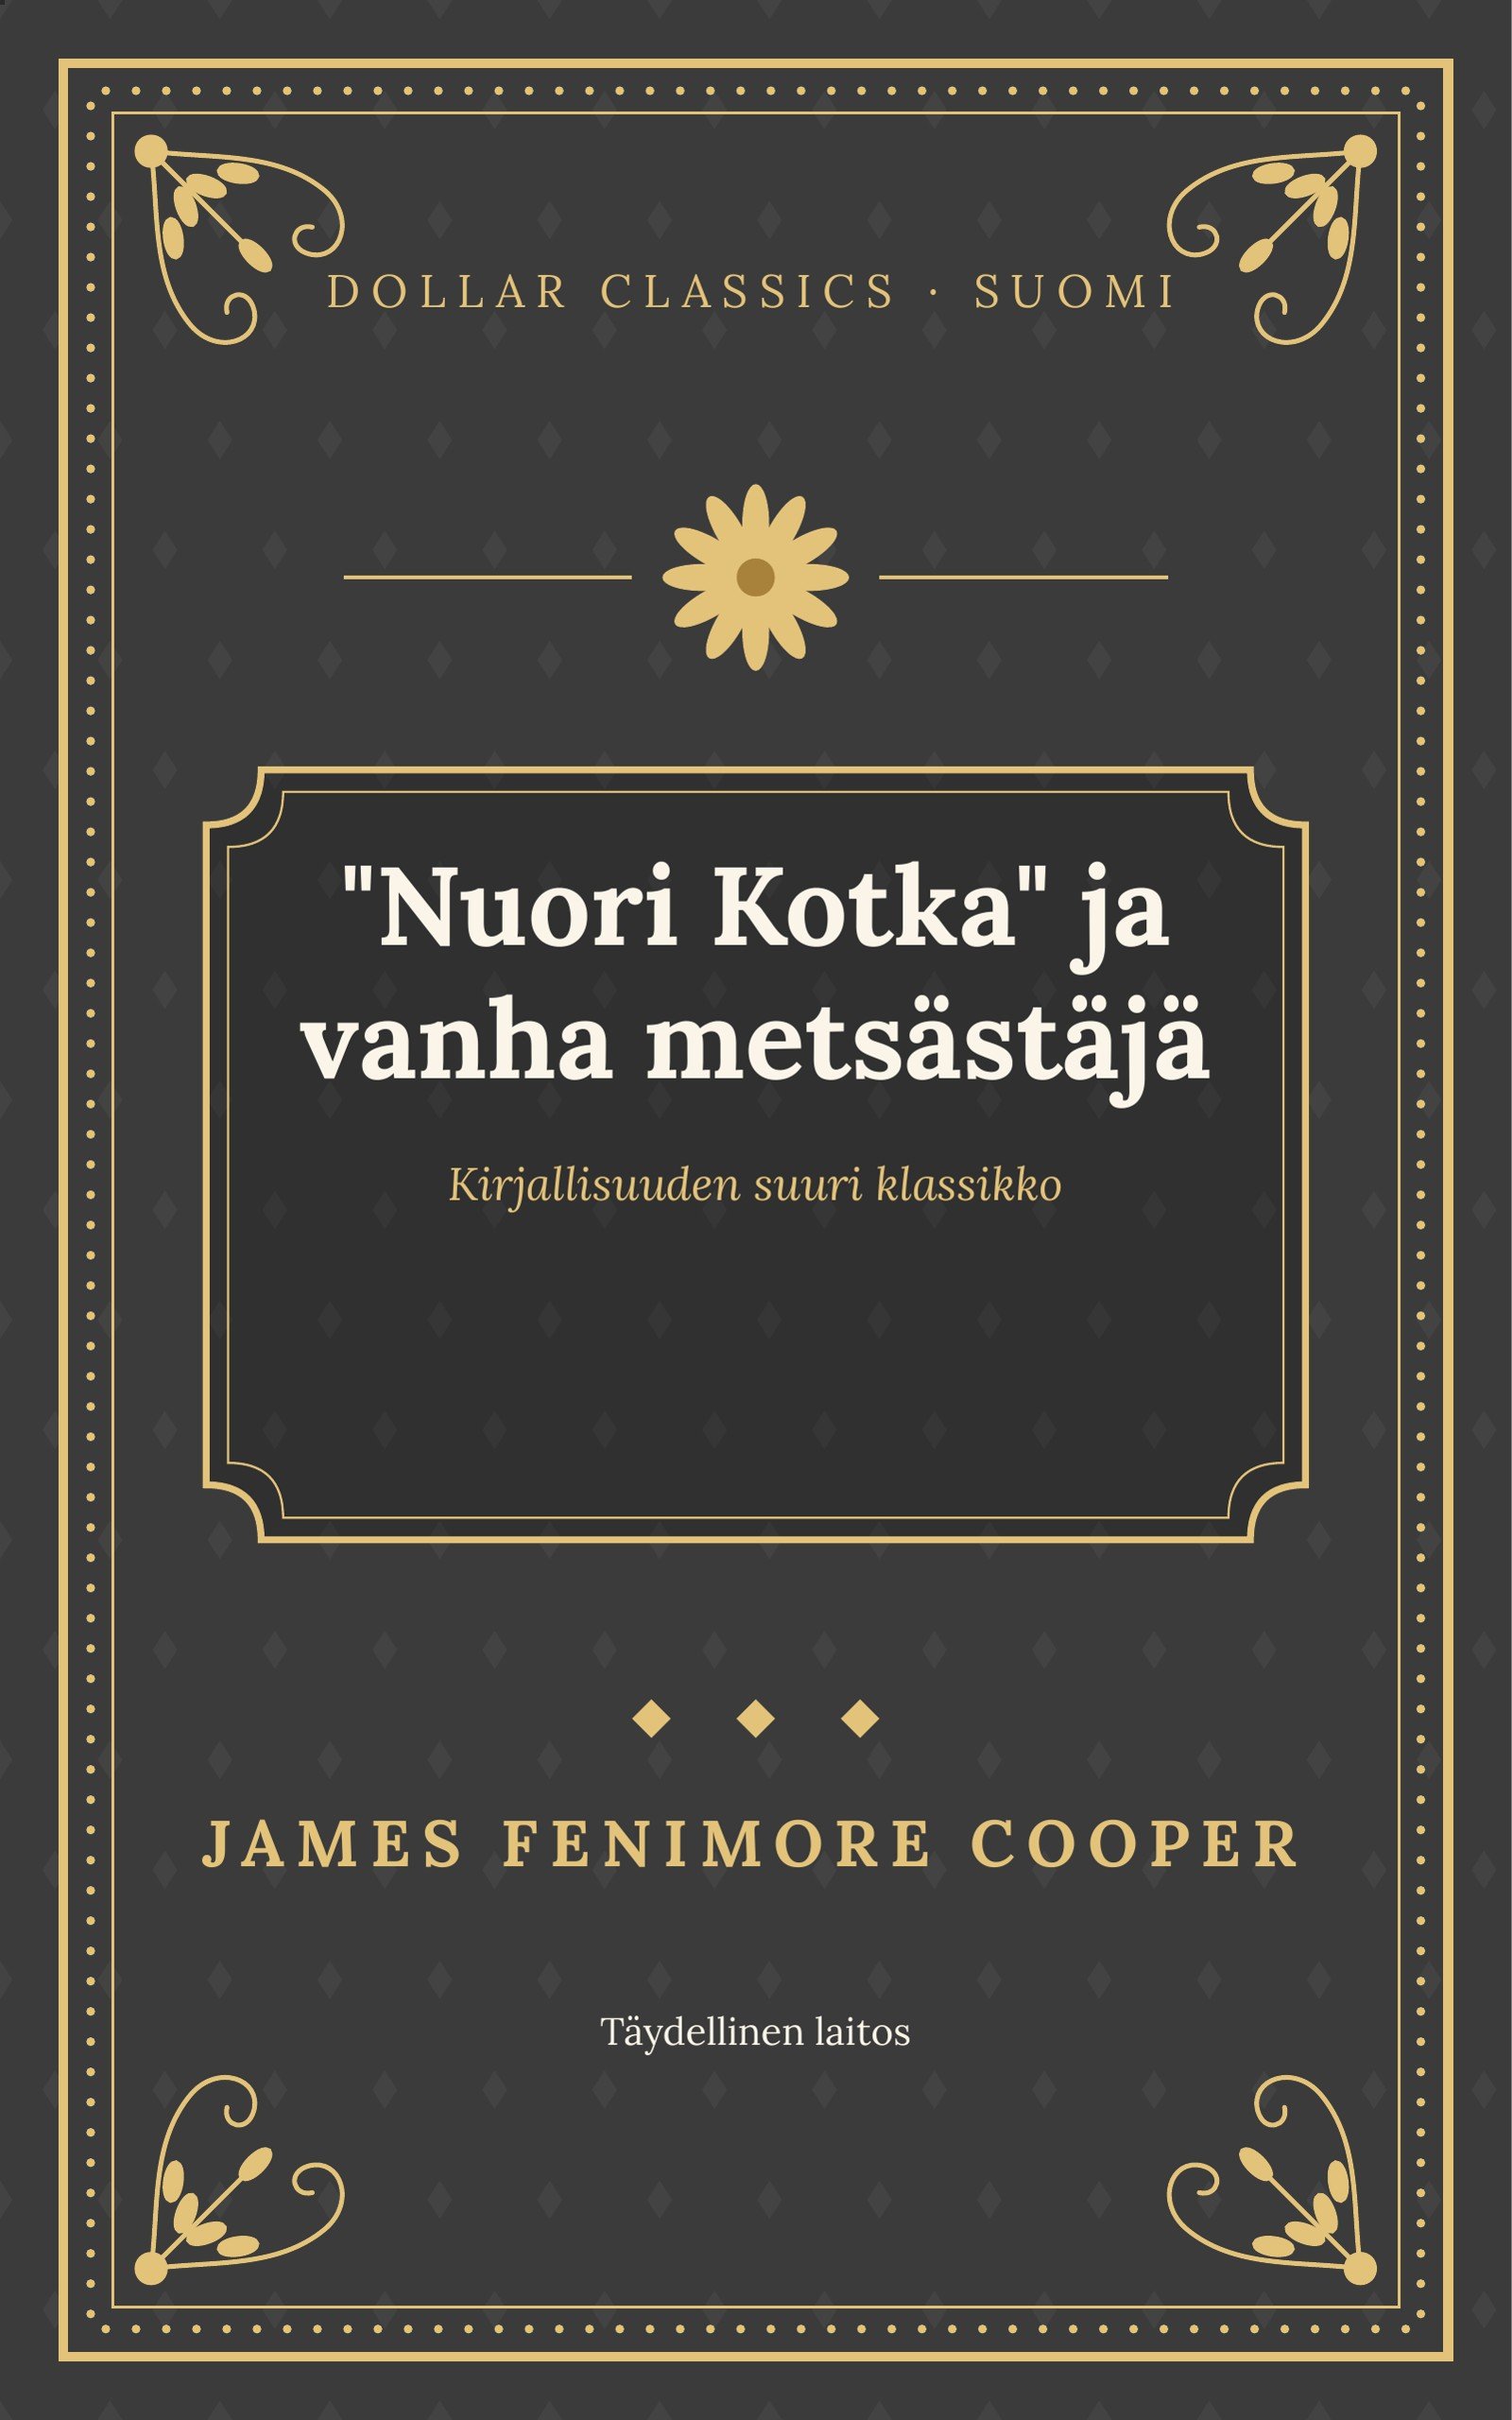 DOLLAR CLASSICS · SUOMI
"Nuori Kotka" ja
vanha metsästäjä
Kirjallisuuden suuri klassikko
JAMES FENIMORE COOPER
Täydellinen laitos